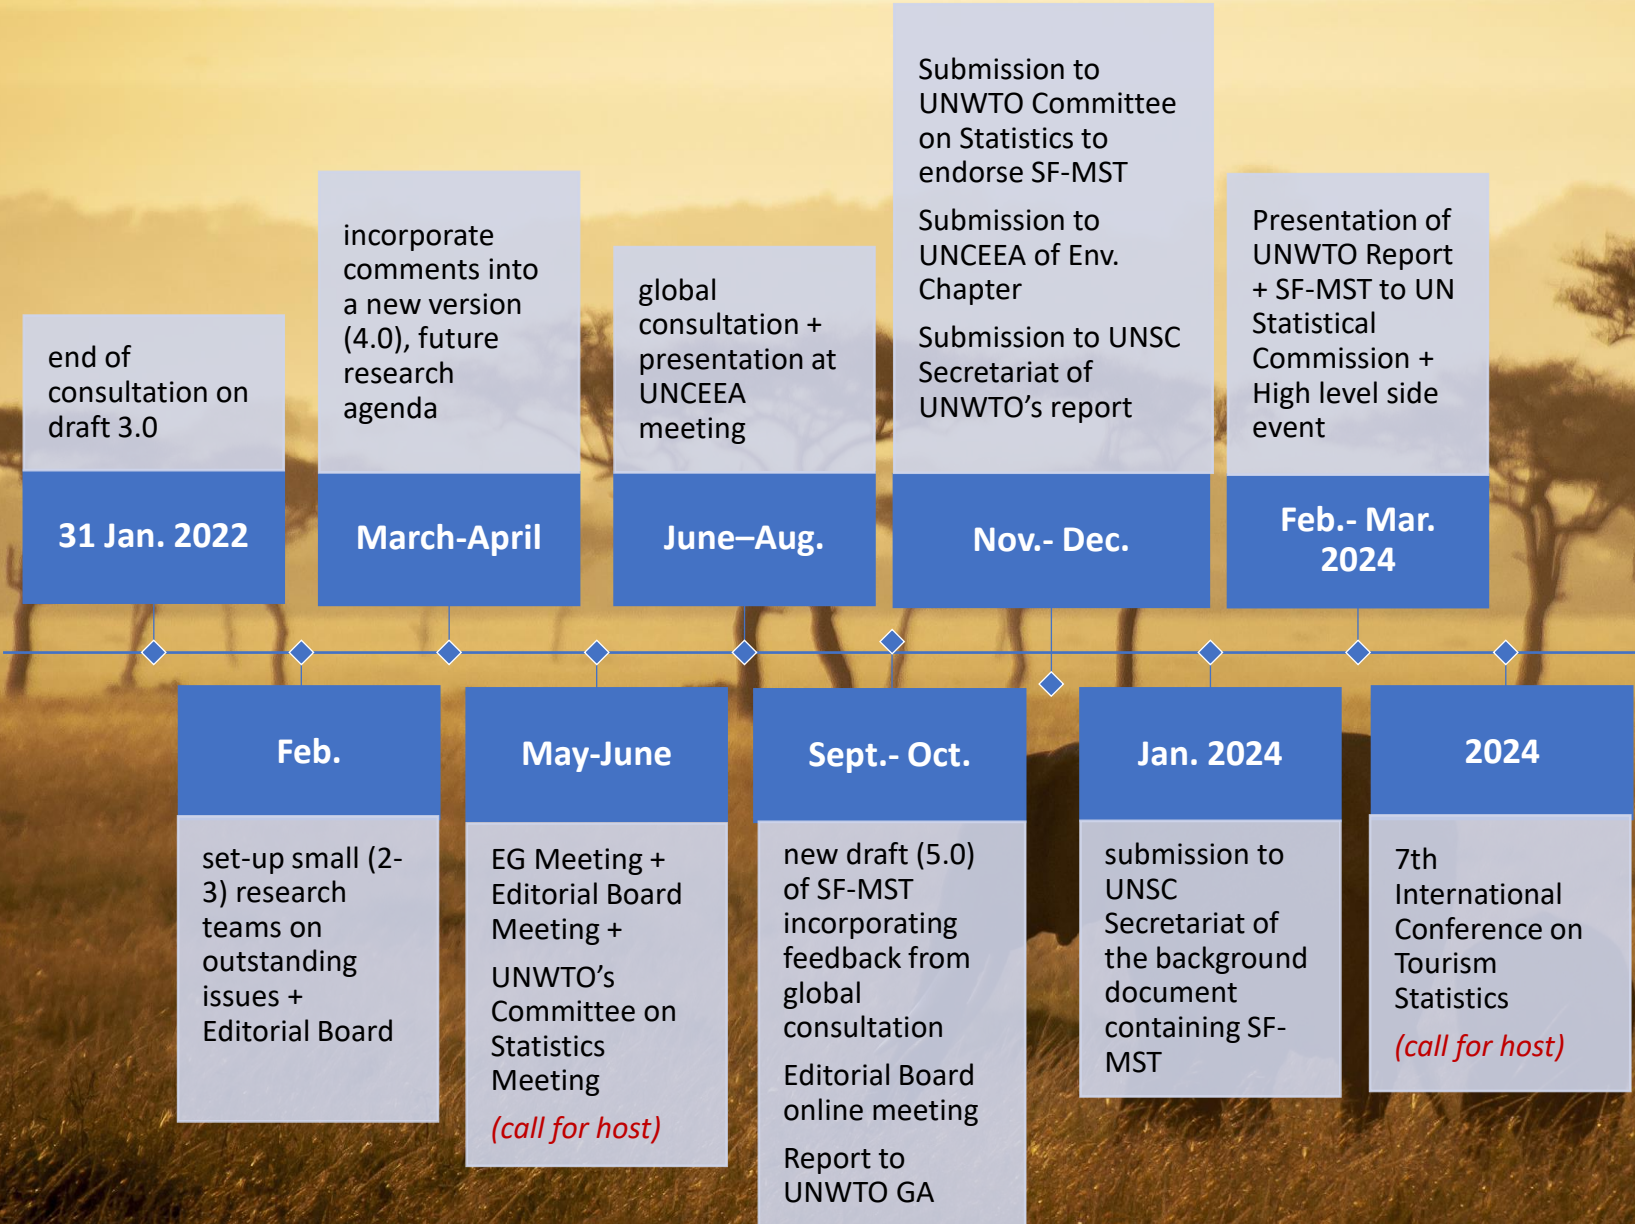 end of
consultation on
draft 3.0
31 Jan. 2022
set-up small (2-
3) research
teams on
outstanding
issues +
Editorial Board
Feb.
incorporate
comments into
a new version
(4.0), future
research
agenda
March-April
May-June
EG Meeting +
Editorial Board
Meeting +
UNWTO’s
Committee on
Statistics
Meeting
(call for host)
global
consultation +
presentation at
UNCEEA
meeting
June–Aug.
Sept.- Oct.
new draft (5.0)
of SF-MST
incorporating
feedback from
global
consultation
Editorial Board
online meeting
Report to
UNWTO GA
Submission to
UNWTO Committee
on Statistics to
endorse SF-MST
Submission to
UNCEEA of Env.
Chapter
Submission to UNSC
Secretariat of
UNWTO’s report
Nov.- Dec.
Jan. 2024
submission to
UNSC
Secretariat of
the background
document
containing SF-
MST
Presentation of
UNWTO Report
+ SF-MST to UN
Statistical
Commission +
High level side
event
Feb.- Mar.
2024
2024
7th
International
Conference on
Tourism
Statistics
(call for host)